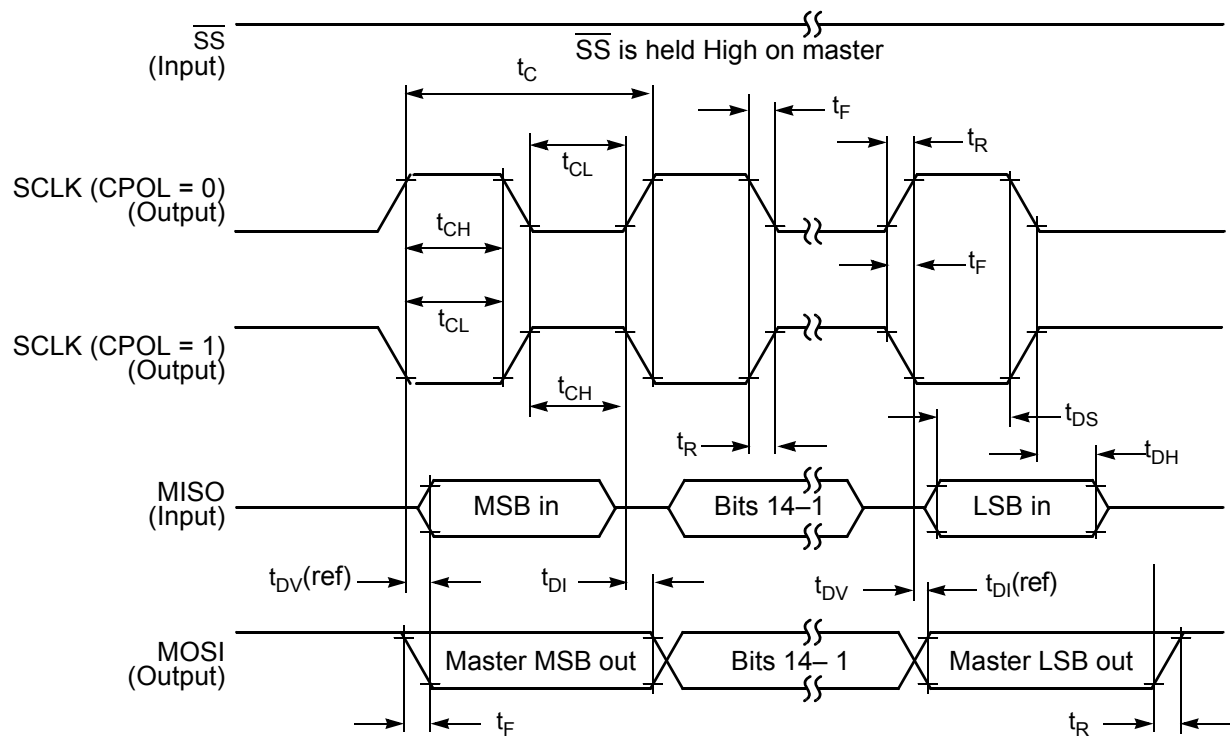 SS
(Input)
SS is held High on master
tC
tF
tR
tCL
SCLK (CPOL = 0)
(Output)
tCH
tF
tCL
SCLK (CPOL = 1)
(Output)
tCH
tDS
tR
tDH
MISO
(Input)
MSB in
Bits 14–1
LSB in
tDV(ref)
tDI
tDV
tDI(ref)
MOSI
(Output)
Master MSB out
Bits 14– 1
Master LSB out
tF
tR